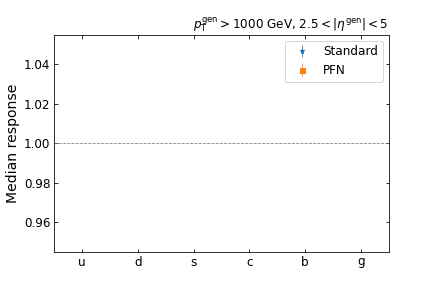 p_T^gen > 1000 GeV, 2.5 < |η^gen| < 5
Standard
PFN
Median response
1.04
1.02
1.00
0.98
0.96
u d s c b g